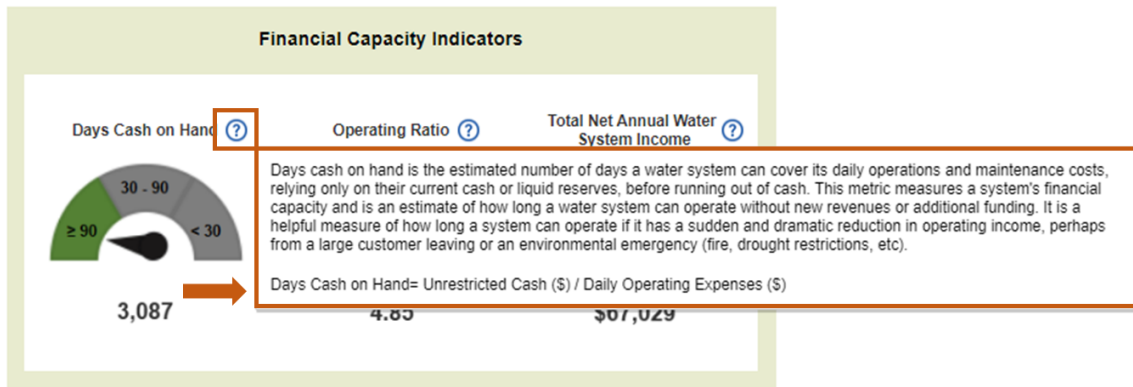 Financial Capacity Indicators
Days Cash on Hand ?
Operating Ratio ?
Total Net Annual Water
System Income ?
Days cash on hand is the estimated number of days a water system can cover its daily operations and maintenance costs,
relying only on their current cash or liquid reserves, before running out of cash. This metric measures a system's financial
capacity and is an estimate of how long a water system can operate without new revenues or additional funding. It is a
helpful measure of how long a system can operate if it has a sudden and dramatic reduction in operating income, perhaps
from a large customer leaving or an environmental emergency (fire, drought restrictions, etc).
Days Cash on Hand= Unrestricted Cash ($) / Daily Operating Expenses ($)
30 - 90
≥ 90
< 30
3,087
4.85
$67,029